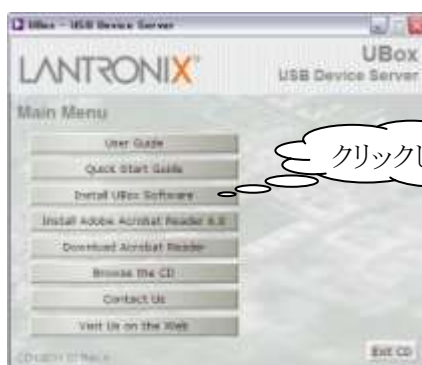 UBox - USB Device Server
LANTRONIX
UBox
USB Device Server
Main Menu
User Guide
Quick Start Guide
Install UBox Software
クリックし
Install Adobe Acrobat Reader 6.0
Download Acrobat Reader
Browse the CD
Contact Us
Visit Us on the Web
Exit CD